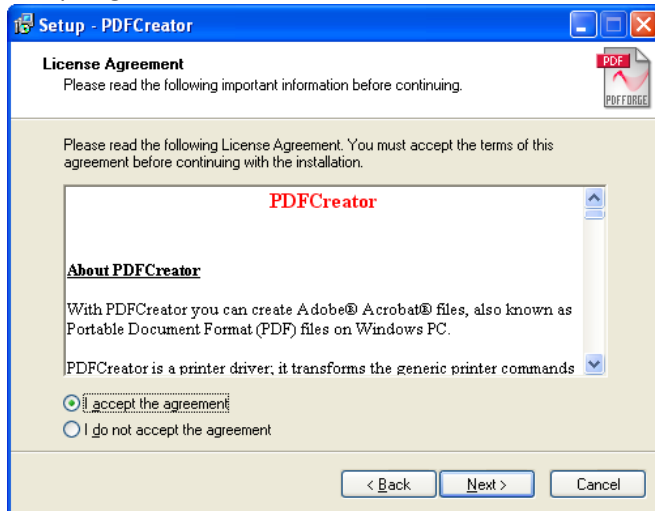 Setup - PDFCreator
License Agreement
Please read the following important information before continuing.
PDF
PDFFORGE
Please read the following License Agreement. You must accept the terms of this
agreement before continuing with the installation.
PDFCreator
About PDFCreator
With PDFCreator you can create Adobe® Acrobat® files, also known as
Portable Document Format (PDF) files on Windows PC.
PDFCreator is a printer driver; it transforms the generic printer commands
I accept the agreement
I do not accept the agreement
< Back
Next >
Cancel